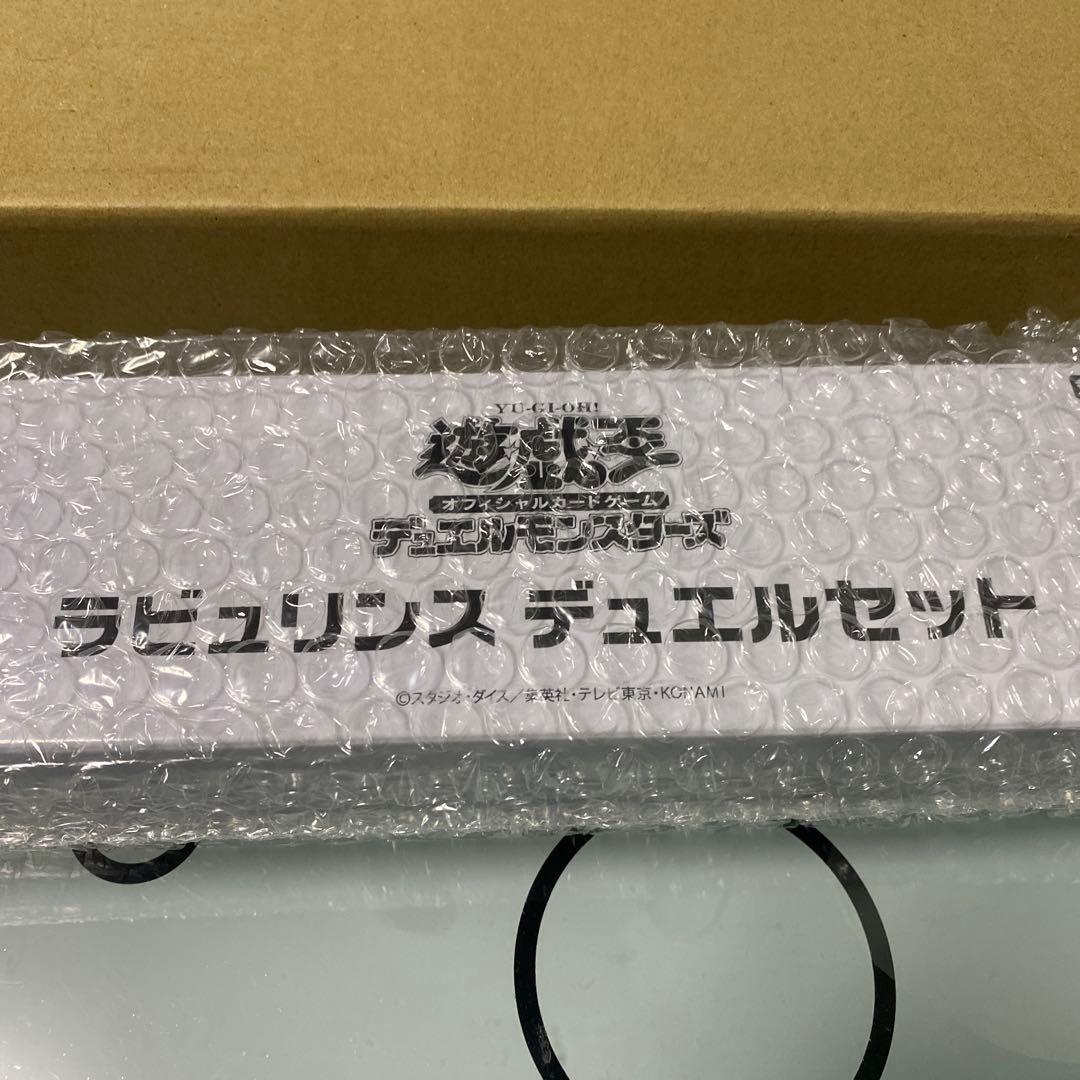 YU-GI-OH!
遊戯王
オフィシャルカードゲーム
デュエルモンスターズ
ラビュリンス デュエルセット
©スタジオ・ダイス/集英社・テレビ東京・KONAMI